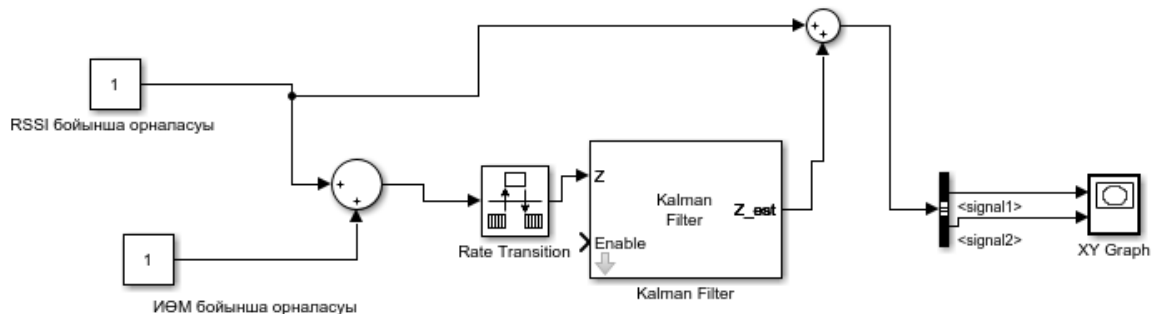 1
RSSI бойынша орналасуы
1
ИӨМ бойынша орналасуы
Rate Transition
Z
Kalman
Filter
Z_est
Enable
Kalman Filter
<signal1>
<signal2>
XY Graph